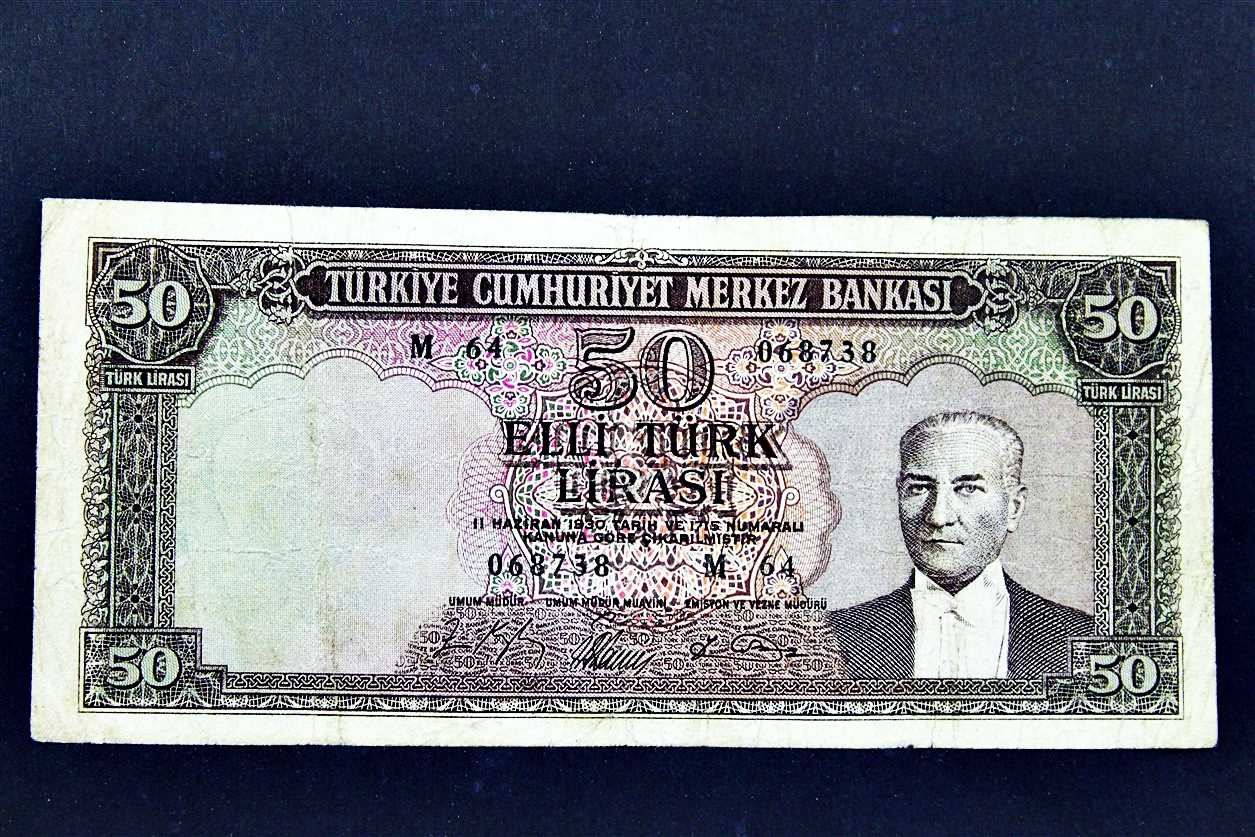 TÜRKİYE CUMHURİYET MERKEZ BANKASI
50 50
M 64 50 068738
TÜRK LİRASI TÜRK LİRASI
ELLİ TÜRK
LİRASI
11 HAZİRAN 1930 TARİH VE 1715 NUMARALI
KANUNA GÖRE ÇIKARILMIŞTIR
068738 M 64
UMUM MÜDÜR UMUM MÜDÜR MUAVİNİ EMİSYON VE VEZNE MÜDÜRÜ
50 50